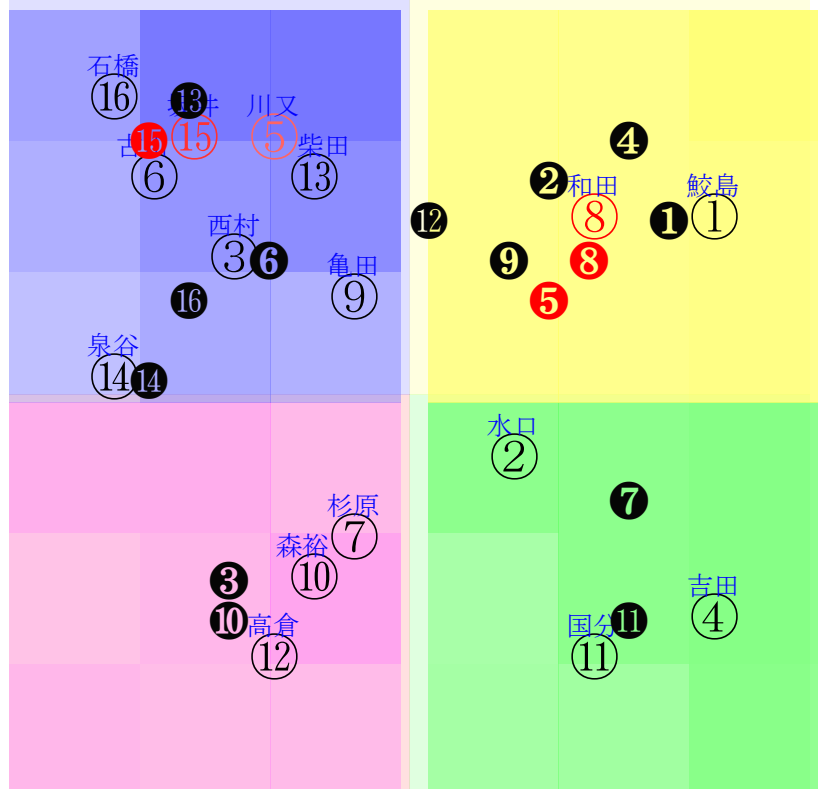 石橋
⑯
⓭
井
川又
⑮
⑮
⑤
❹
古
柴田
⑥
⑬
❷
和田
鮫島
西村
⓬
⑧
❶
①
③
❻
❾
❽
亀田
⑨
⓰
❺
泉谷
⑭
⓮
水口
②
杉原
❼
⑦
森裕
⑩
❸
吉田
❿
高倉
国分
⓫
④
⑫
⑪